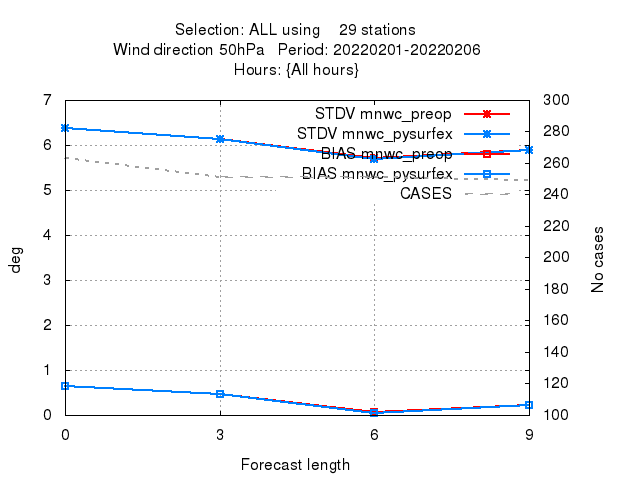 Selection: ALL using 29 stations
Wind direction 50hPa Period: 20220201-20220206
Hours: {All hours}
7 300
STDV mnwc_preop
280
STDV mnwc_pysurfex
6
BIAS mnwc_preop
260
BIAS mnwc_pysurfex
5 240
CASES
220
4
200
3
180
160
2
140
1
120
0 100
deg
No cases
0 3 6 9
Forecast length